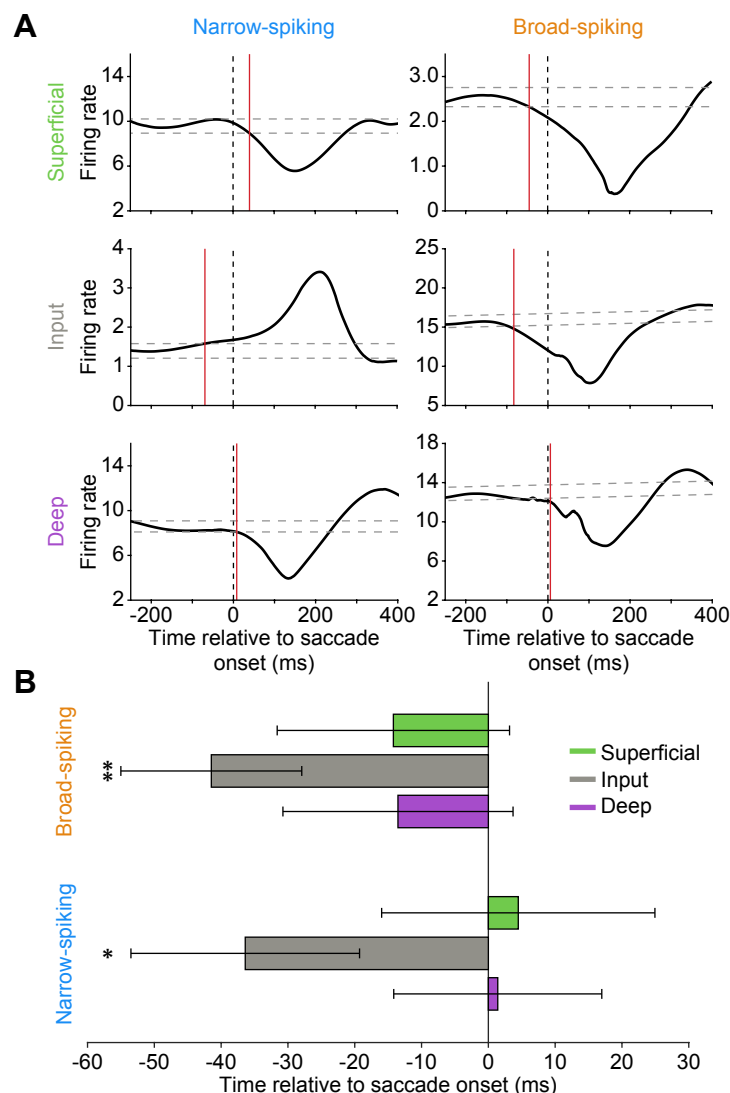 A
Narrow-spiking
Broad-spiking
Superficial
Firing rate
14
10
6
2
3.0
2.0
1.0
0
Input
Firing rate
4
3
2
1
0
25
20
15
10
5
Deep
Firing rate
14
10
6
2
18
14
10
6
2
-200 0 200 400
-200 0 200 400
Time relative to saccade
onset (ms)
Time relative to saccade
onset (ms)
B
Broad-spiking
**
Superficial
Input
Deep
Narrow-spiking
*
-60 -50 -40 -30 -20 -10 0 10 20 30
Time relative to saccade onset (ms)